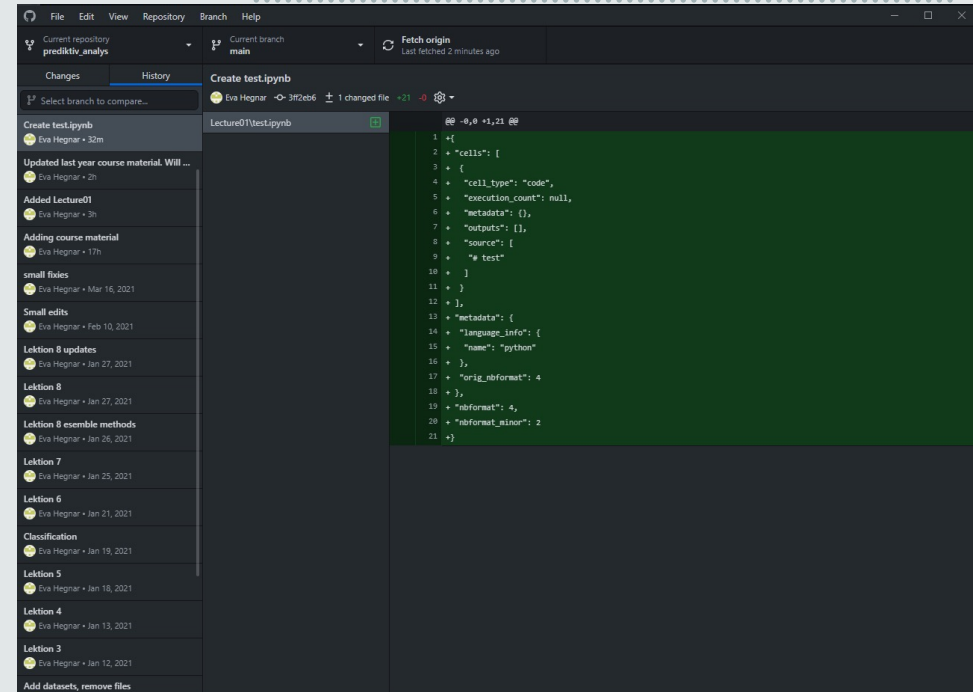 File Edit View Repository Branch Help
Current repository
prediktiv_analys
Current branch
main
Fetch origin
Last fetched 2 minutes ago
Changes History
Select branch to compare...
Create test.ipynb
Eva Hegnar • 32m
Updated last year course material. Will ...
Eva Hegnar • 2h
Added Lecture01
Eva Hegnar • 3h
Adding course material
Eva Hegnar • 17h
small fixies
Eva Hegnar • Mar 16, 2021
Small edits
Eva Hegnar • Feb 10, 2021
Lektion 8 updates
Eva Hegnar • Jan 27, 2021
Lektion 8
Eva Hegnar • Jan 27, 2021
Lektion 8 esemble methods
Eva Hegnar • Jan 26, 2021
Lektion 7
Eva Hegnar • Jan 25, 2021
Lektion 6
Eva Hegnar • Jan 21, 2021
Classification
Eva Hegnar • Jan 19, 2021
Lektion 5
Eva Hegnar • Jan 18, 2021
Lektion 4
Eva Hegnar • Jan 13, 2021
Lektion 3
Eva Hegnar • Jan 12, 2021
Add datasets, remove files
Create test.ipynb
Eva Hegnar 3ff2eb6 1 changed file +21 -0
Lecture01\test.ipynb
@@ -0,0 +1,21 @@
1 +{
2 + "cells": [
3 +  {
4 +   "cell_type": "code",
5 +   "execution_count": null,
6 +   "metadata": {},
7 +   "outputs": [],
8 +   "source": [
9 +    "# test"
10 +   ]
11 +  }
12 + ],
13 + "metadata": {
14 +  "language_info": {
15 +   "name": "python"
16 +  },
17 +  "orig_nbformat": 4
18 + },
19 + "nbformat": 4,
20 + "nbformat_minor": 2
21 +}